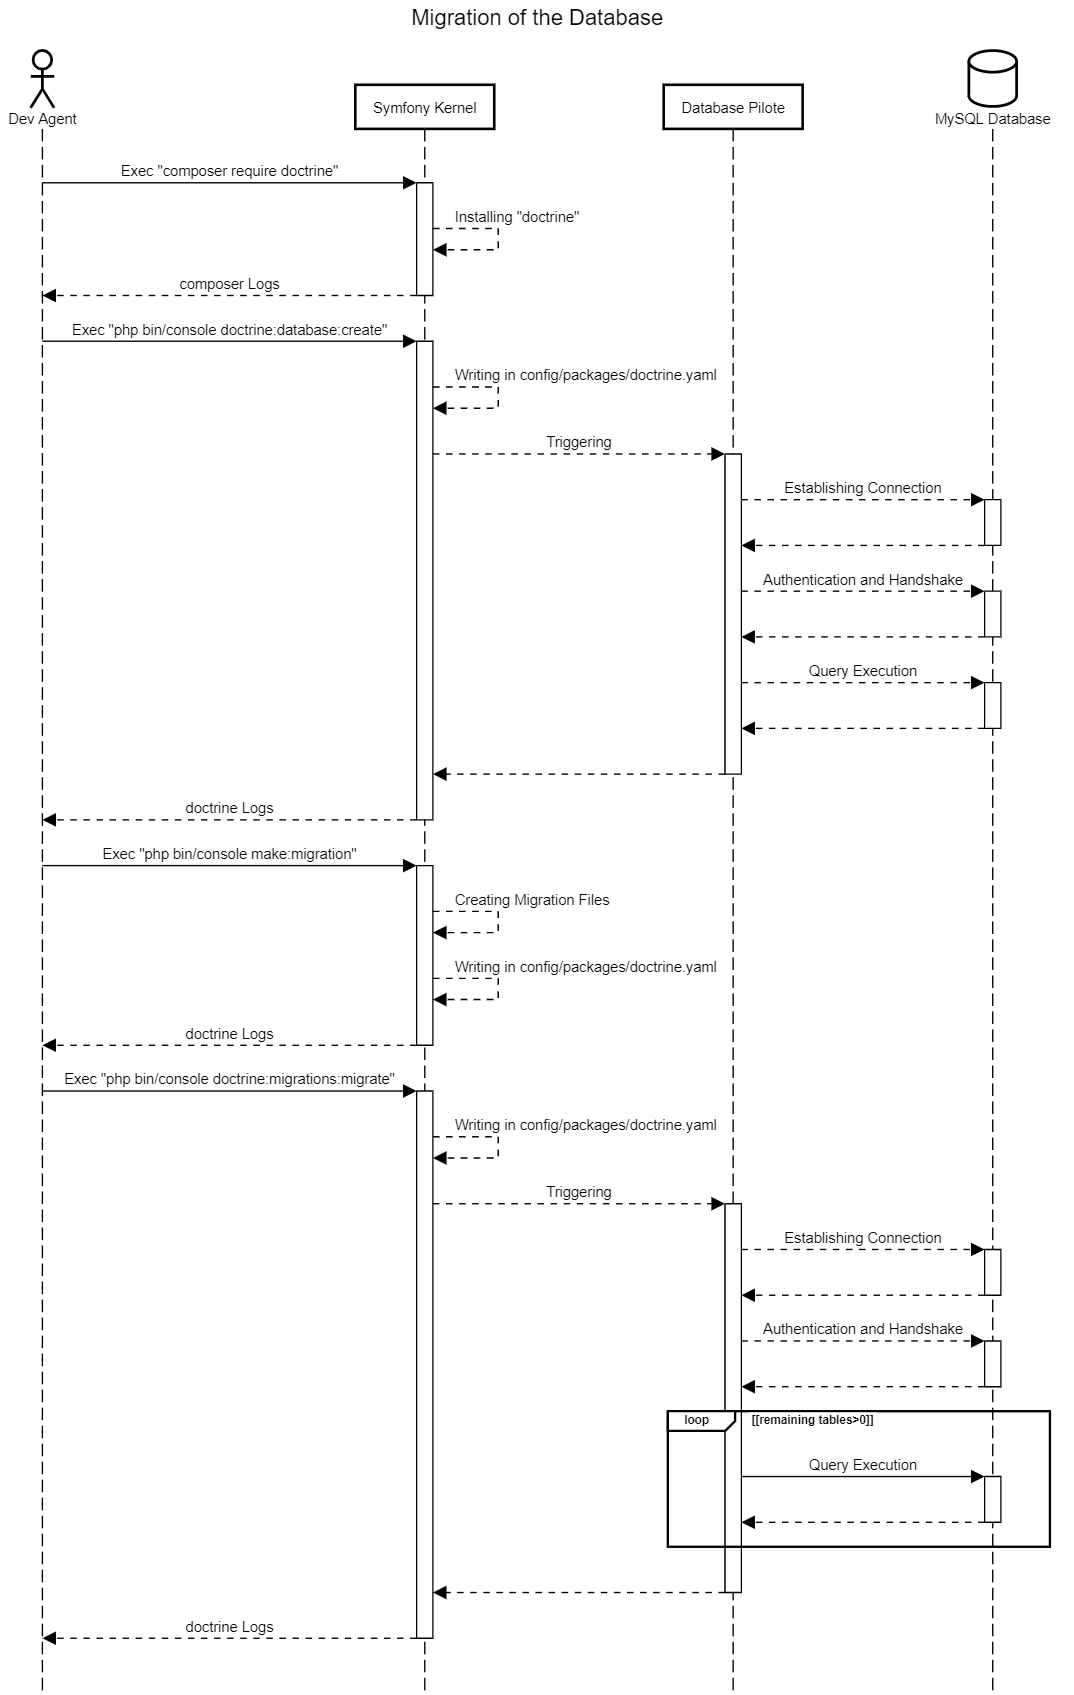 Migration of the Database
Dev Agent
Symfony Kernel
Database Pilote
MySQL Database
Exec "composer require doctrine"
Installing "doctrine"
composer Logs
Exec "php bin/console doctrine:database:create"
Writing in config/packages/doctrine.yaml
Triggering
Establishing Connection
Authentication and Handshake
Query Execution
doctrine Logs
Exec "php bin/console make:migration"
Creating Migration Files
Writing in config/packages/doctrine.yaml
doctrine Logs
Exec "php bin/console doctrine:migrations:migrate"
Writing in config/packages/doctrine.yaml
Triggering
Establishing Connection
Authentication and Handshake
loop
[[remaining tables>0]]
Query Execution
doctrine Logs